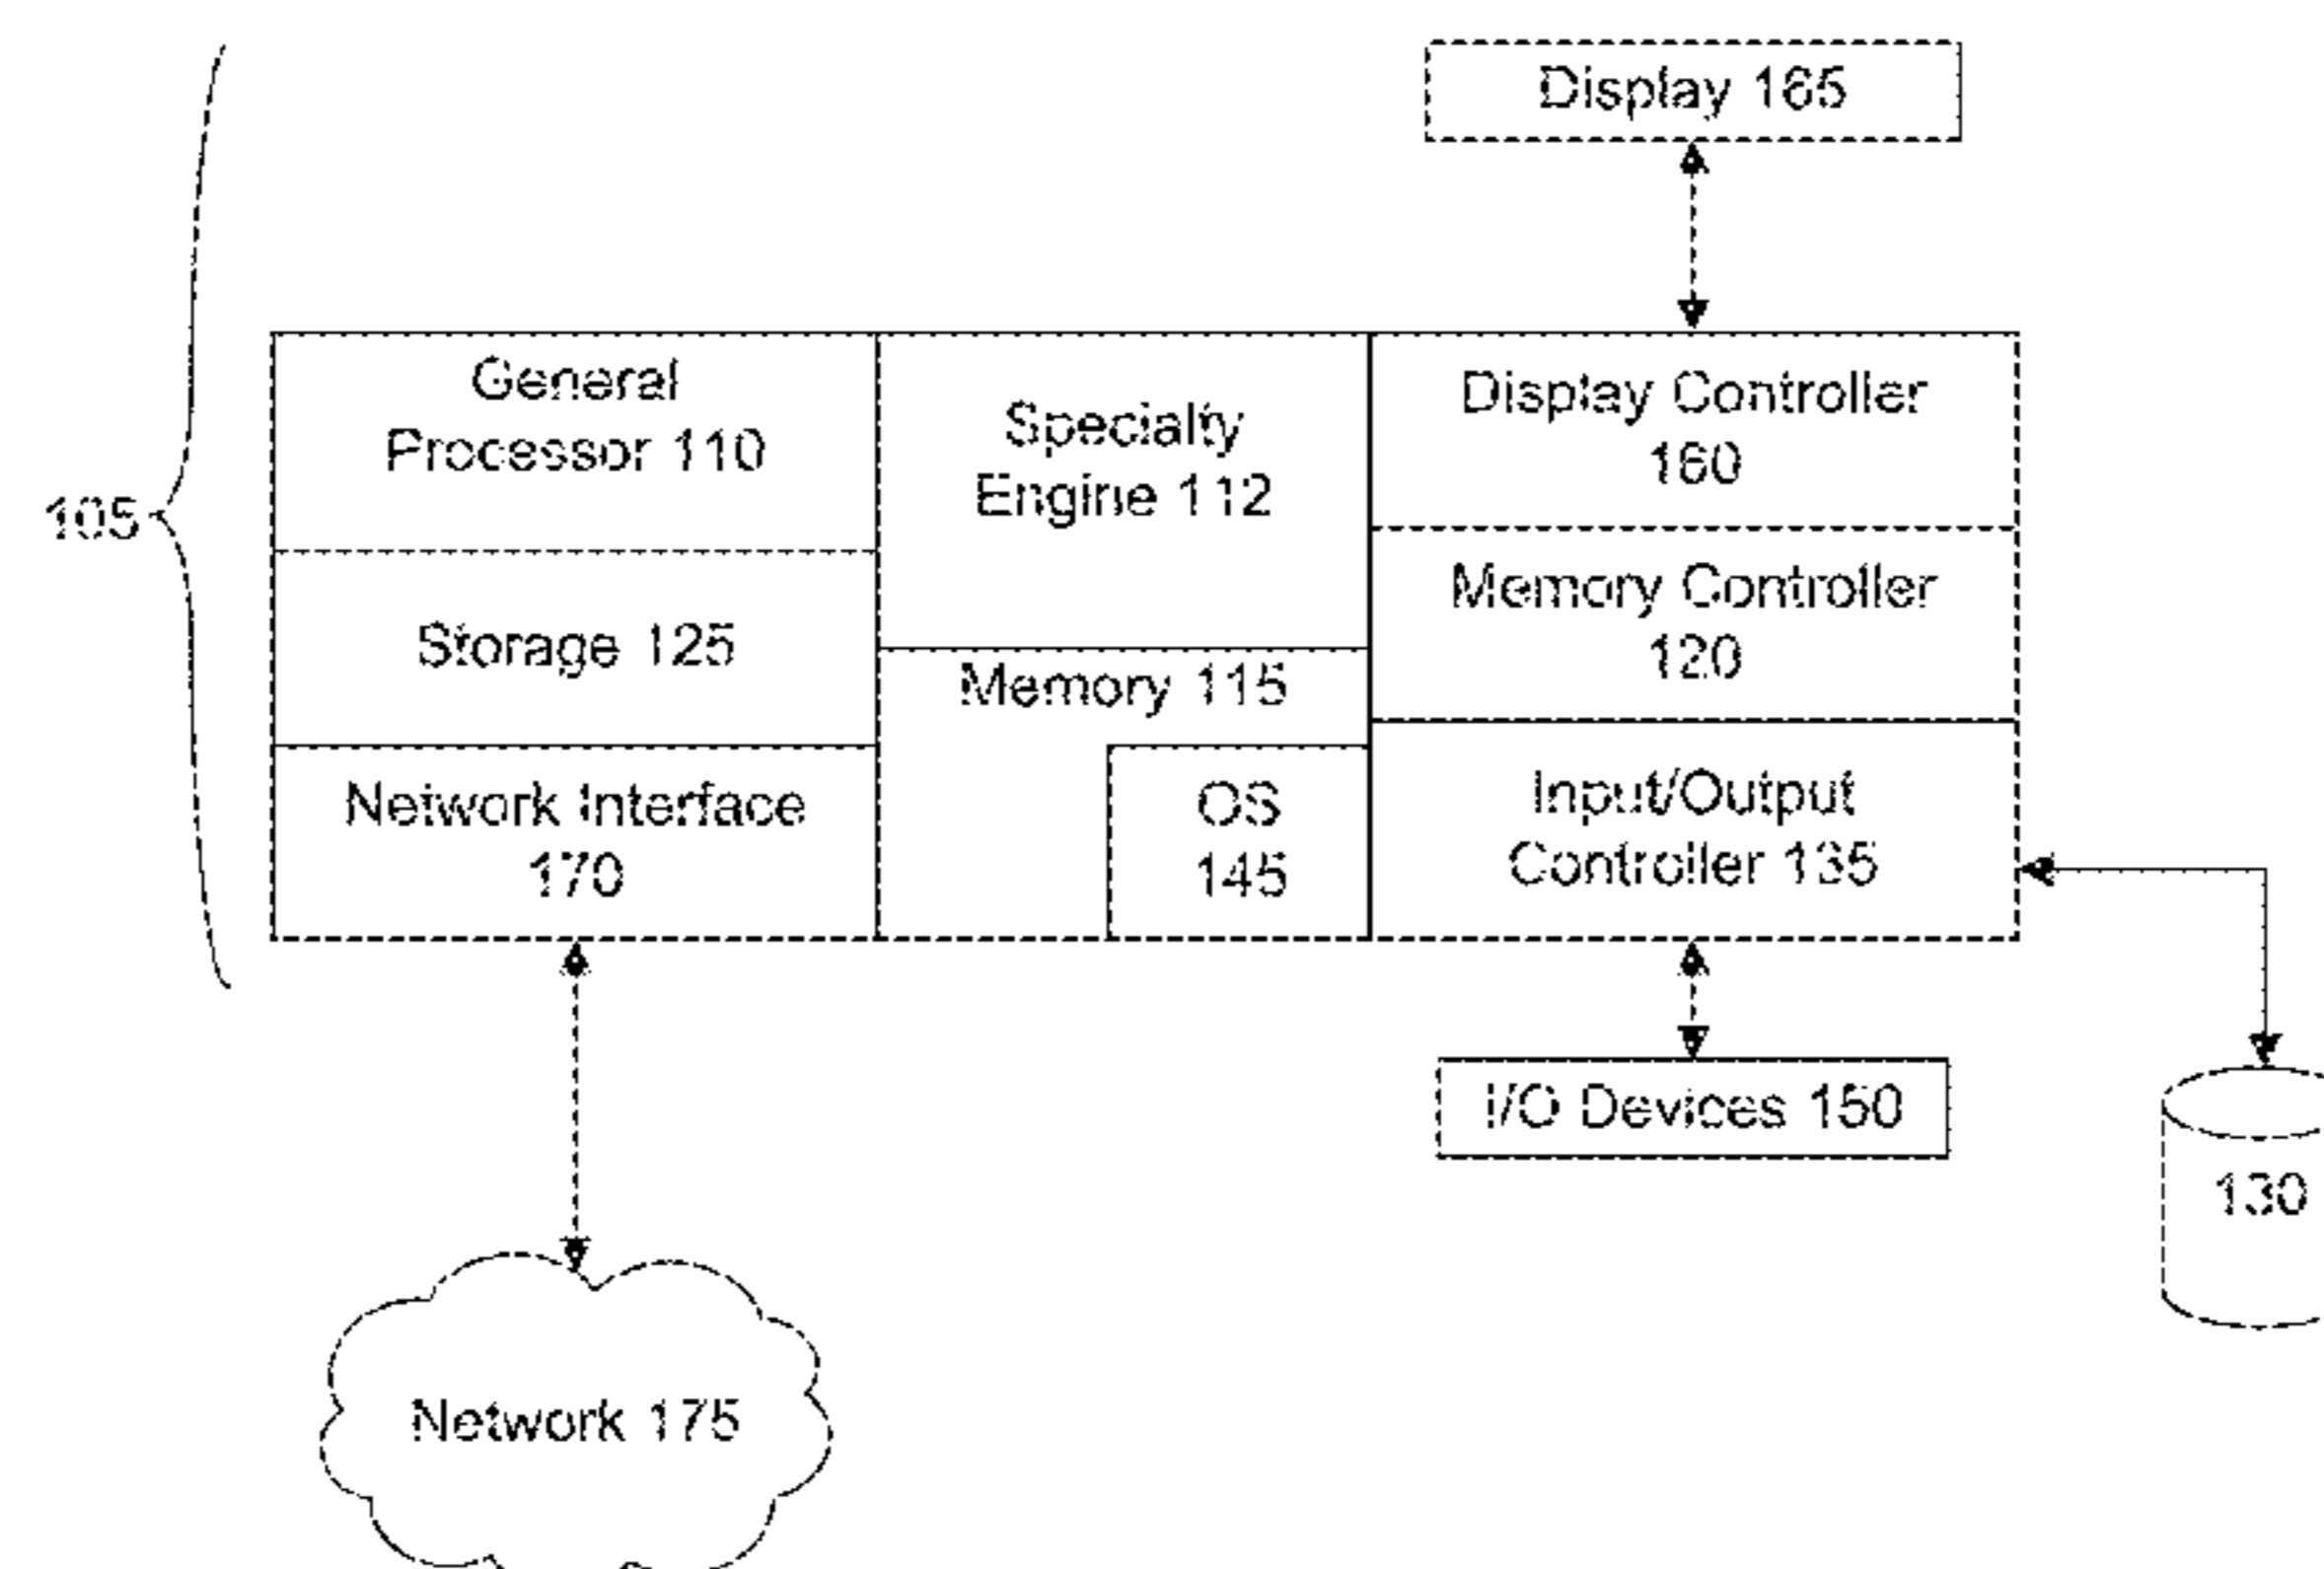 Display 165
General
Processor 110
Specialty
Engine 112
Display Controller
160
105
Storage 125
Memory Controller
120
Memory 115
Network Interface
170
OS
145
Input/Output
Controller 135
I/O Devices 150
130
Network 175